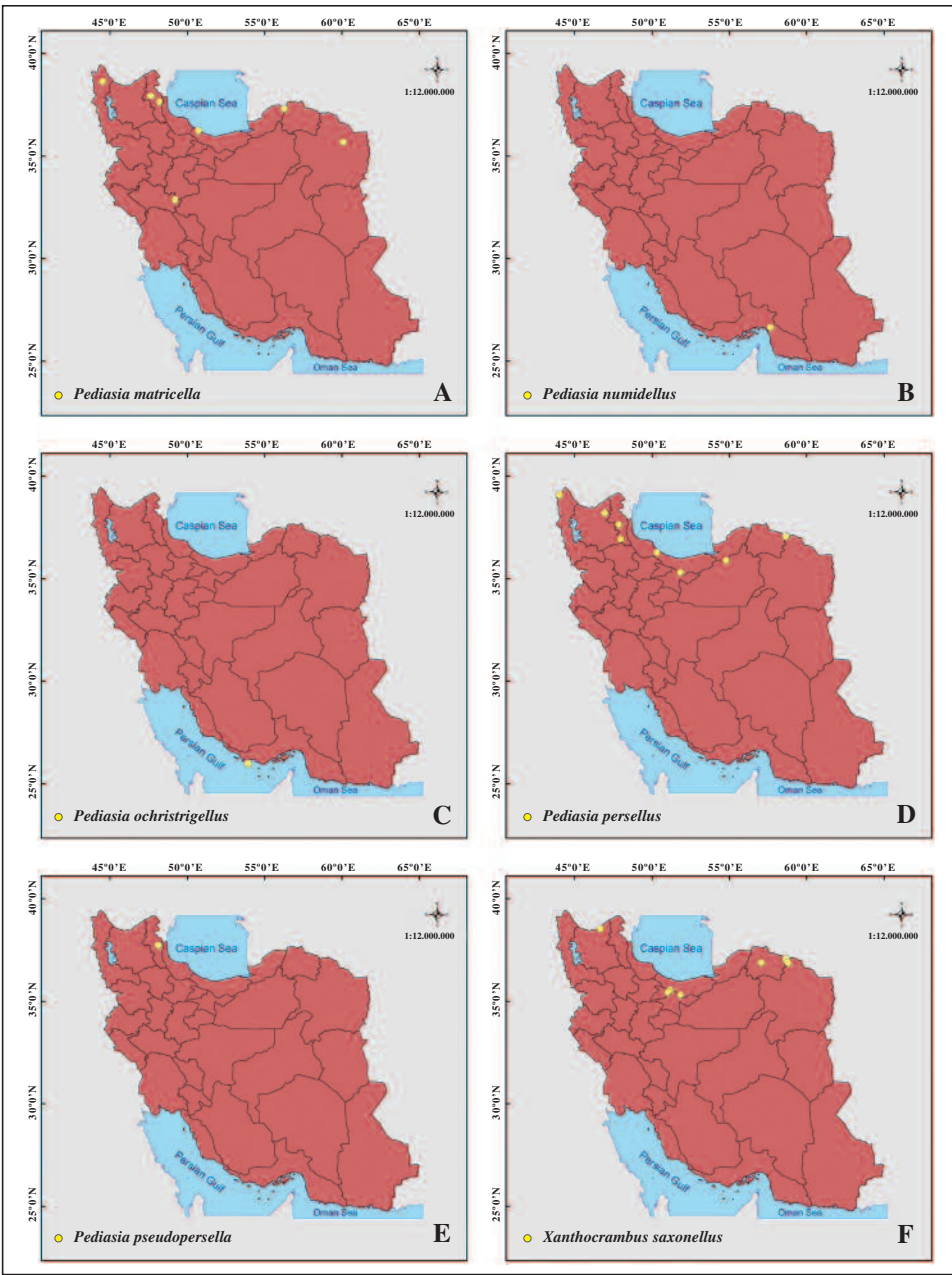 45°0'E 50°0'E 55°0'E 60°0'E 65°0'E
40°0'N
35°0'N
30°0'N
25°0'N
1:12.000.000
Caspian Sea
Persian Gulf
Oman Sea
Pediasia matricella
A
45°0'E 50°0'E 55°0'E 60°0'E 65°0'E
40°0'N
35°0'N
30°0'N
25°0'N
1:12.000.000
Caspian Sea
Persian Gulf
Oman Sea
Pediasia numidellus
B
45°0'E 50°0'E 55°0'E 60°0'E 65°0'E
40°0'N
35°0'N
30°0'N
25°0'N
1:12.000.000
Caspian Sea
Persian Gulf
Oman Sea
Pediasia ochristrigellus
C
45°0'E 50°0'E 55°0'E 60°0'E 65°0'E
40°0'N
35°0'N
30°0'N
25°0'N
1:12.000.000
Caspian Sea
Persian Gulf
Oman Sea
Pediasia persellus
D
45°0'E 50°0'E 55°0'E 60°0'E 65°0'E
40°0'N
35°0'N
30°0'N
25°0'N
1:12.000.000
Caspian Sea
Persian Gulf
Oman Sea
Pediasia pseudopersella
E
45°0'E 50°0'E 55°0'E 60°0'E 65°0'E
40°0'N
35°0'N
30°0'N
25°0'N
1:12.000.000
Caspian Sea
Persian Gulf
Oman Sea
Xanthocrambus saxonellus
F